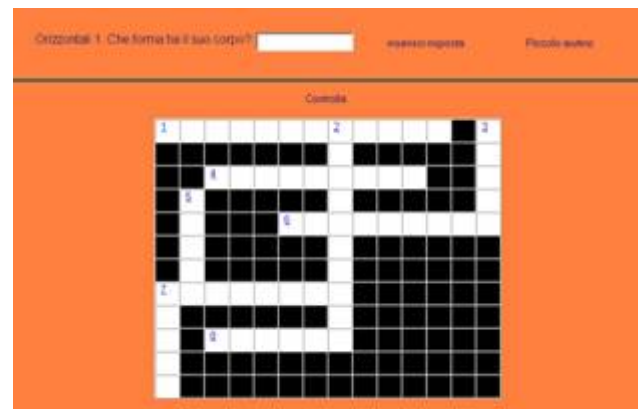 Orizzontali 1. Che forma ha il suo corpo?
inserisci risposta
Piccolo aiutino
Controlla
1 2 3
4
5
6
7
8